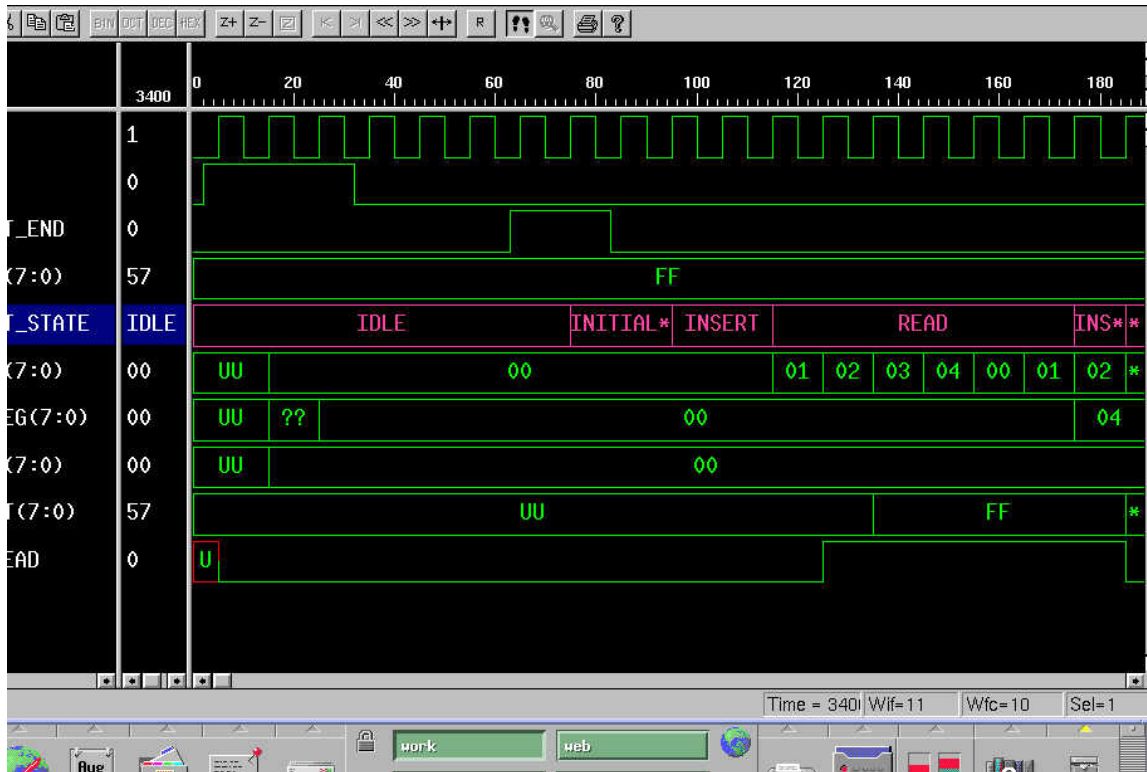 BIN OCT DEC HEX Z+ Z- Z R ?
3400 0 20 40 60 80 100 120 140 160 180
1
0
T_END 0
(7:0) 57 FF
T_STATE IDLE IDLE INITIAL* INSERT READ INS* *
(7:0) 00 UU 00 01 02 03 04 00 01 02 *
EG(7:0) 00 UU ?? 00 04
(7:0) 00 UU 00
T(7:0) 57 UU FF *
EAD 0 U
Time = 340 Wif=11 Wfc=10 Sel=1
work web
Aug